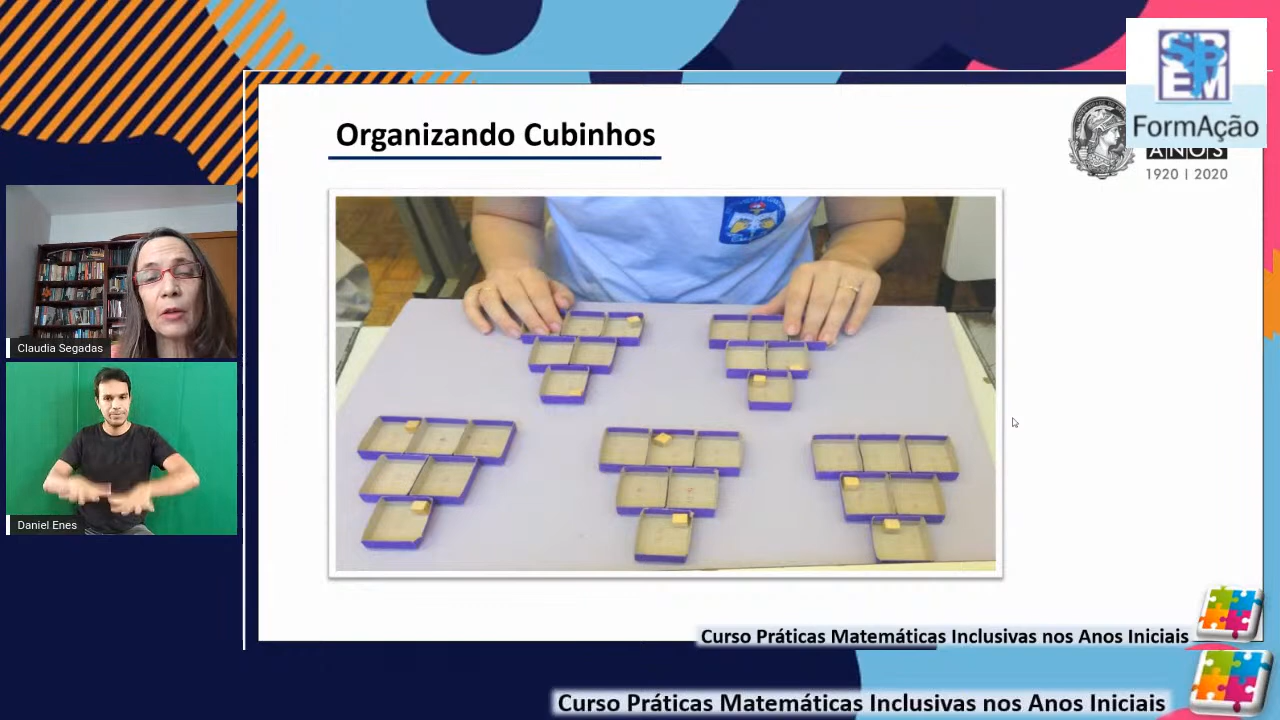 SBEM
FormAção
Organizando Cubinhos
ANOS
1920 | 2020
Claudia Segadas
Daniel Enes
Curso Práticas Matemáticas Inclusivas nos Anos Iniciais
Curso Práticas Matemáticas Inclusivas nos Anos Iniciais